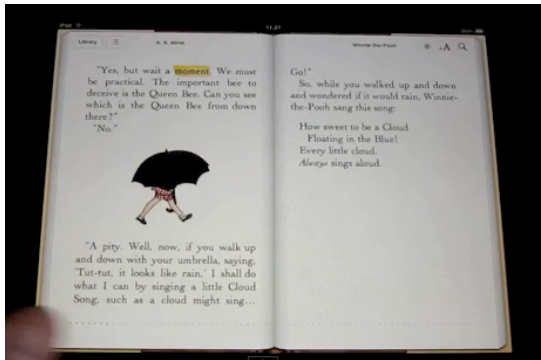 iPad
11:27
Library
A. A. Milne
"Yes, but wait a moment. We must
be practical. The important bee to
deceive is the Queen Bee. Can you see
which is the Queen Bee from down
there?"
"No."
"A pity. Well, now, if you walk up
and down with your umbrella, saying,
'Tut-tut, it looks like rain,' I shall do
what I can by singing a little Cloud
Song, such as a cloud might sing...
Winnie-the-Pooh
AA
Go!"
So, while you walked up and down
and wondered if it would rain, Winnie-
the-Pooh sang this song:
How sweet to be a Cloud
Floating in the Blue!
Every little cloud
Always sings aloud.